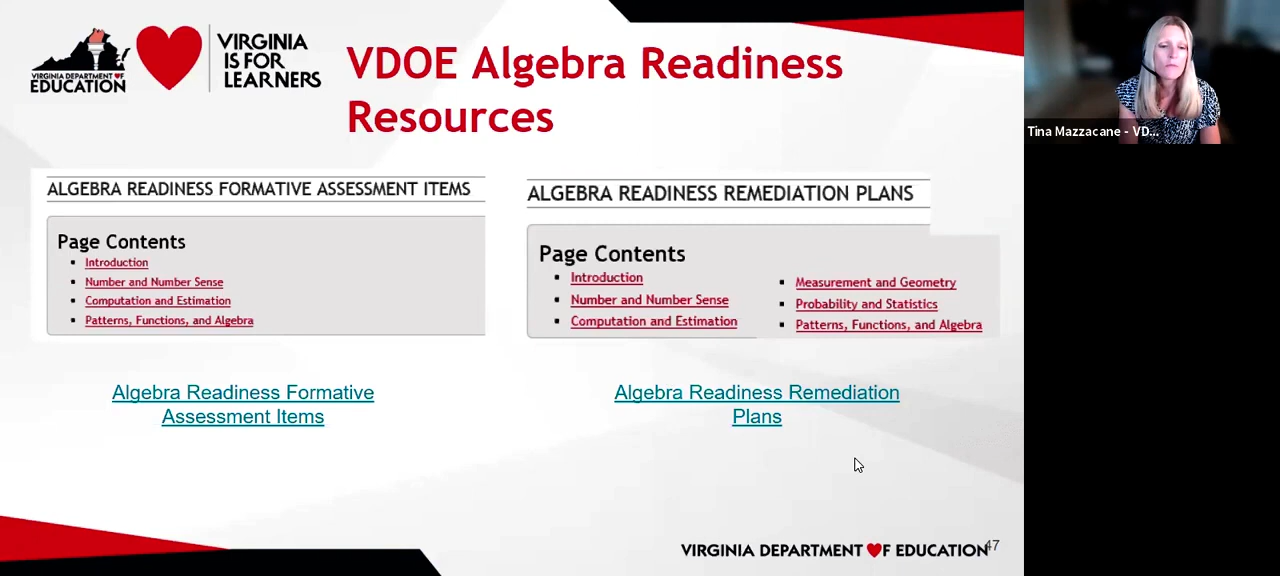 VIRGINIA DEPARTMENT OF
EDUCATION
VIRGINIA
IS FOR
LEARNERS
VDOE Algebra Readiness
Resources
Tina Mazzacane - VD...
ALGEBRA READINESS FORMATIVE ASSESSMENT ITEMS
Page Contents
Introduction
Number and Number Sense
Computation and Estimation
Patterns, Functions, and Algebra
ALGEBRA READINESS REMEDIATION PLANS
Page Contents
Introduction
Number and Number Sense
Computation and Estimation
Measurement and Geometry
Probability and Statistics
Patterns, Functions, and Algebra
Algebra Readiness Formative
Assessment Items
Algebra Readiness Remediation
Plans
VIRGINIA DEPARTMENT OF EDUCATION
47